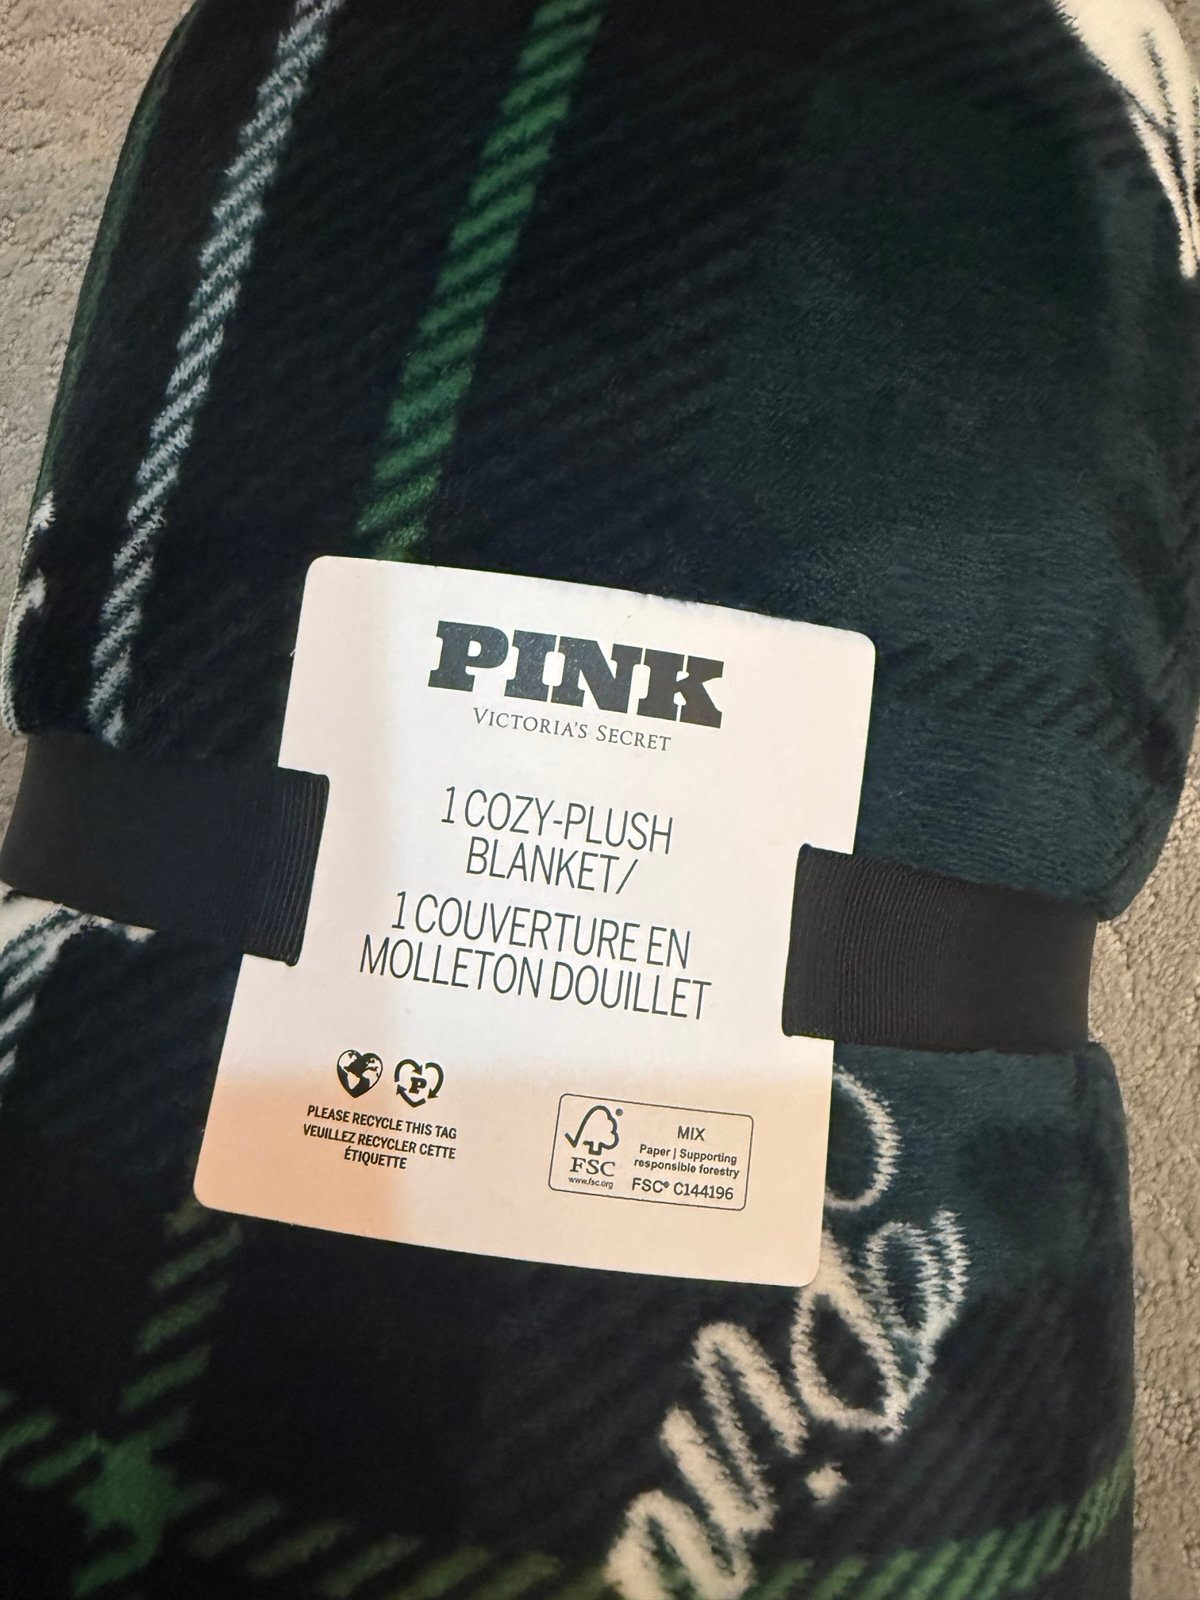 PINK
VICTORIA'S SECRET
1 COZY-PLUSH
BLANKET/
1 COUVERTURE EN
MOLLETON DOUILLET
P
PLEASE RECYCLE THIS TAG
VEUILLEZ RECYCLER CETTE
ÉTIQUETTE
FSC
www.fsc.org
MIX
Paper | Supporting
responsible forestry
FSC® C144196